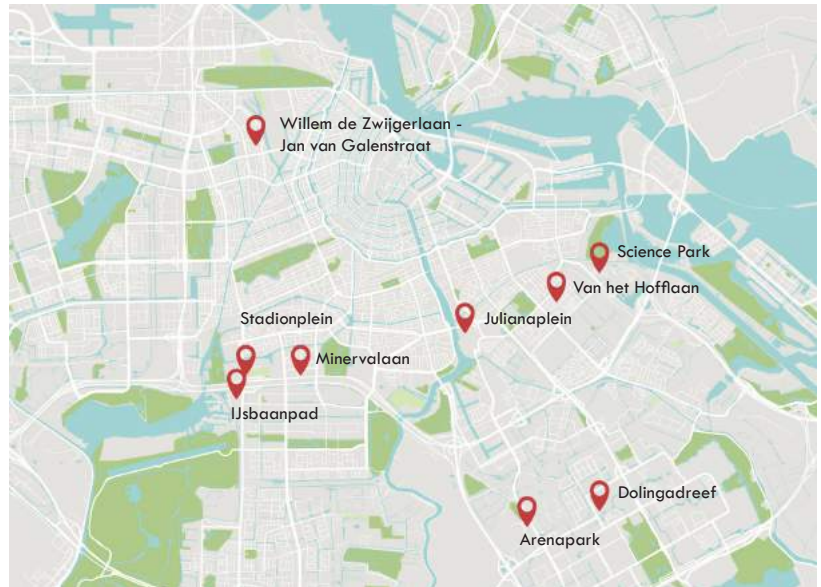 Willem de Zwijgerlaan -
Jan van Galenstraat
Science Park
Van het Hofflaan
Stadionplein
Julianaplein
Minervalaan
IJsbaanpad
Dolingadreef
Arenapark